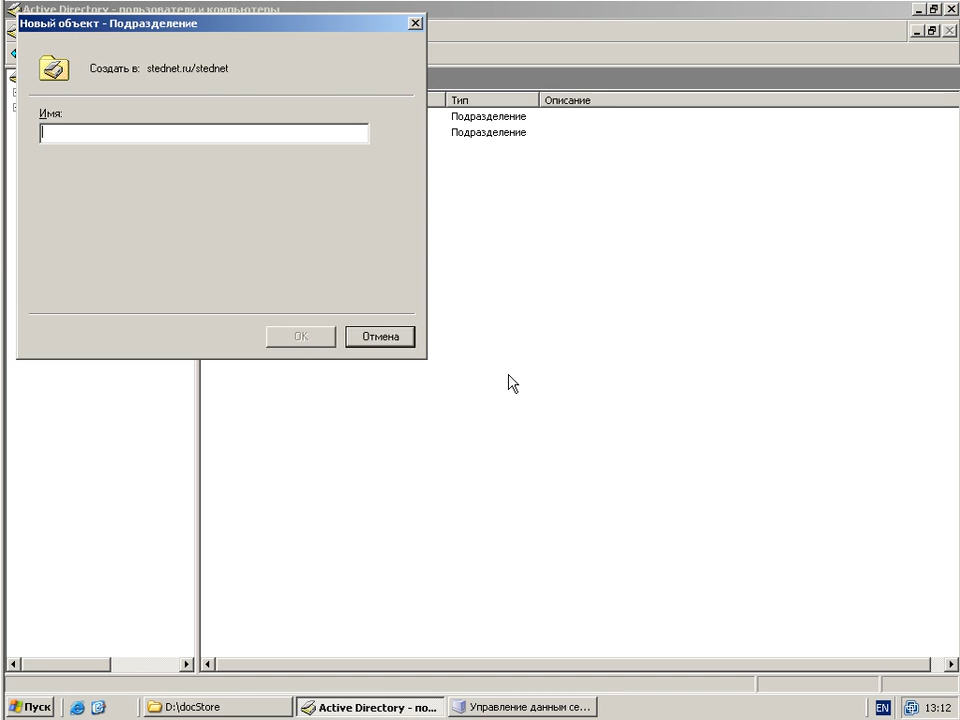 Active Directory - пользователи и компьютеры
Новый объект - Подразделение
Создать в: stednet.ru/stednet
Имя:
Тип Описание
Подразделение
Подразделение
OK Отмена
Пуск D:\docStore Active Directory - по... Управление данным се... EN 13:12